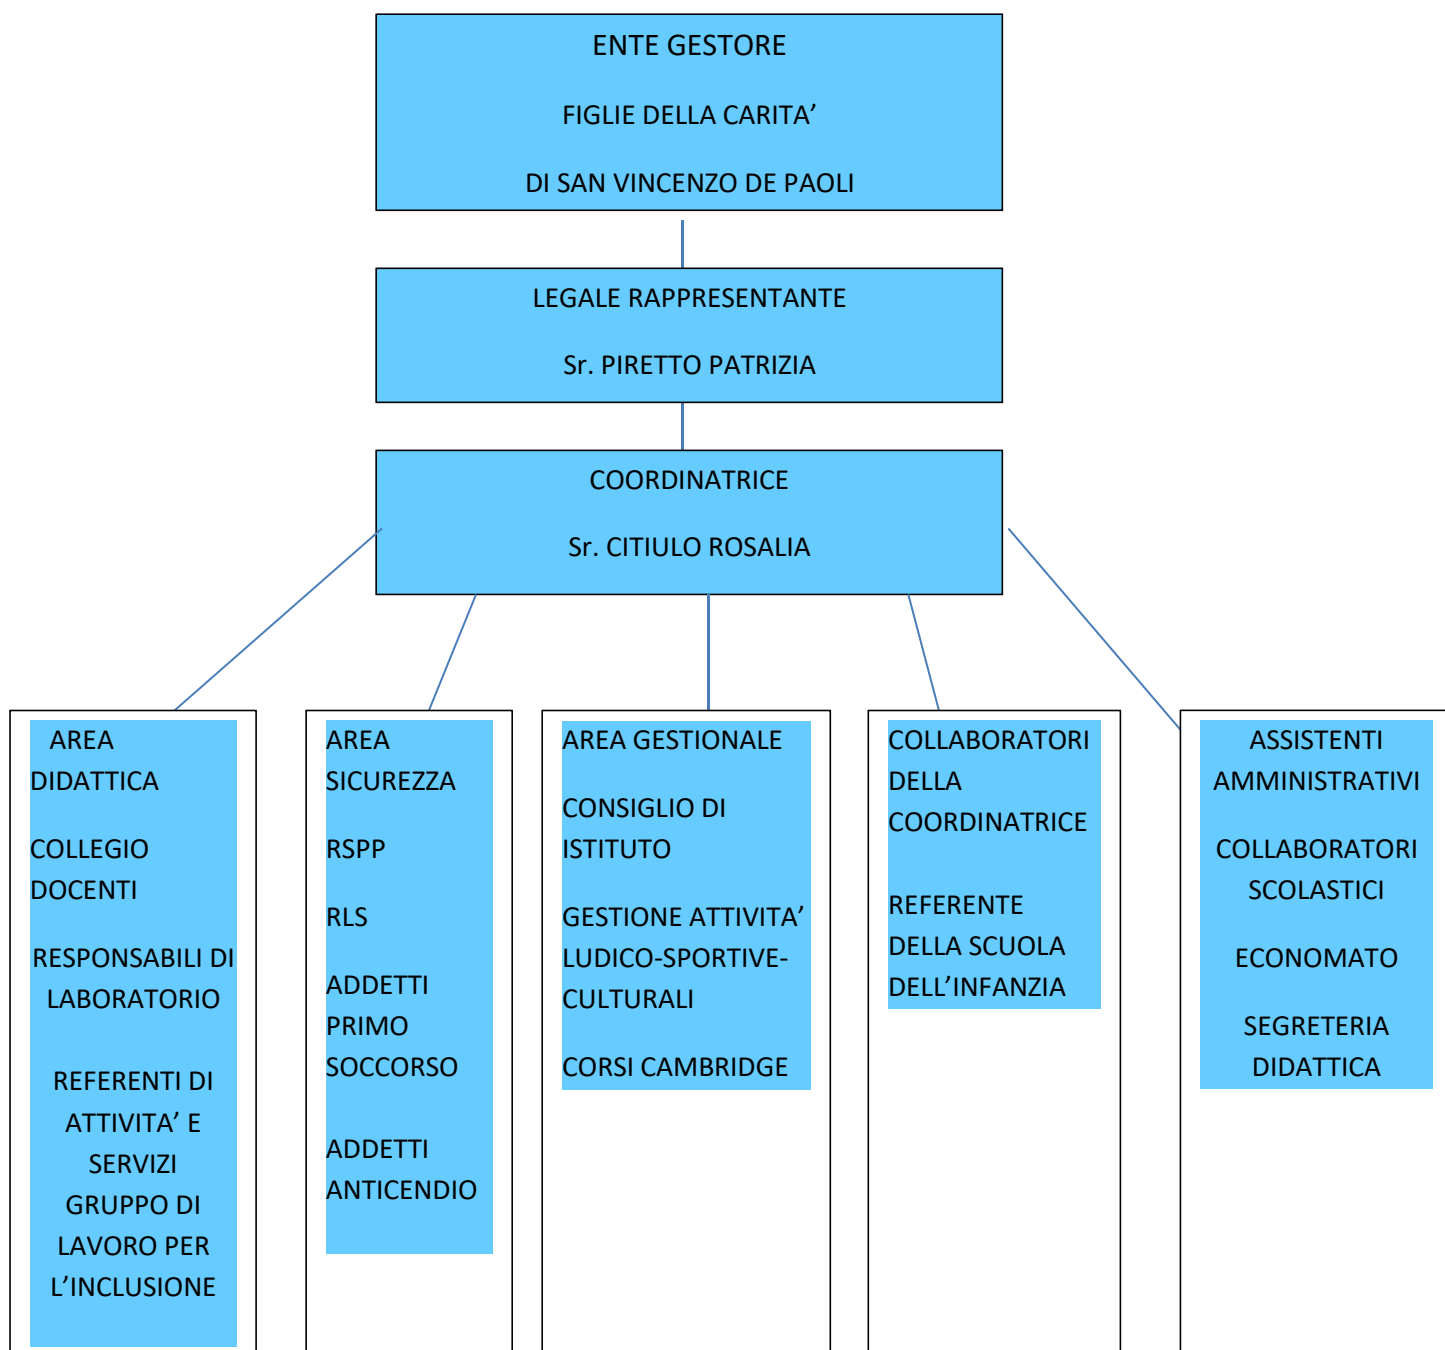 ENTE GESTORE
FIGLIE DELLA CARITA’
DI SAN VINCENZO DE PAOLI
LEGALE RAPPRESENTANTE
Sr. PIRETTO PATRIZIA
COORDINATRICE
Sr. CITIULO ROSALIA
AREA
DIDATTICA
COLLEGIO
DOCENTI
RESPONSABILI DI
LABORATORIO
REFERENTI DI
ATTIVITA’ E
SERVIZI
GRUPPO DI
LAVORO PER
L’INCLUSIONE
AREA
SICUREZZA
RSPP
RLS
ADDETTI
PRIMO
SOCCORSO
ADDETTI
ANTICENDIO
AREA GESTIONALE
CONSIGLIO DI
ISTITUTO
GESTIONE ATTIVITA’
LUDICO-SPORTIVE-
CULTURALI
CORSI CAMBRIDGE
COLLABORATORI
DELLA
COORDINATRICE
REFERENTE
DELLA SCUOLA
DELL’INFANZIA
ASSISTENTI
AMMINISTRATIVI
COLLABORATORI
SCOLASTICI
ECONOMATO
SEGRETERIA
DIDATTICA